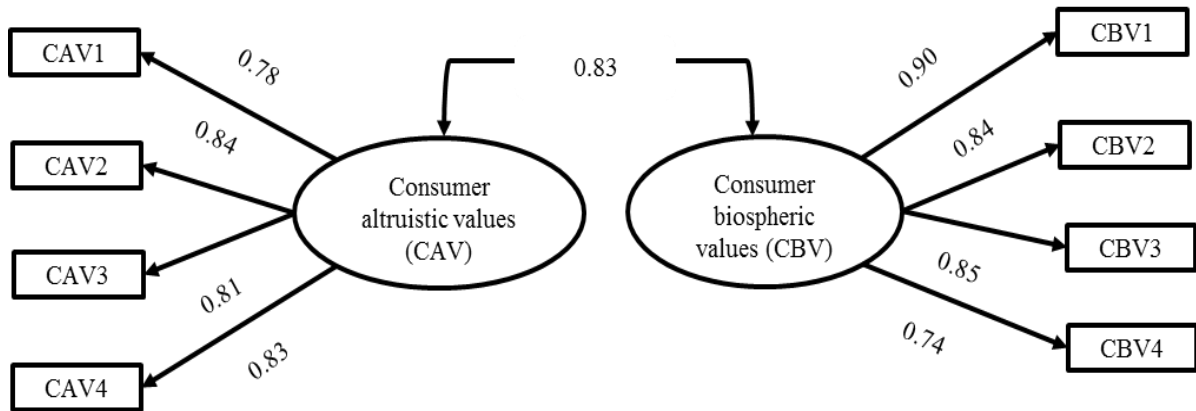 CAV1
0.78
0.84
CAV2
CAV3
0.81
0.83
CAV4
Consumer
altruistic values
(CAV)
0.83
Consumer
biospheric
values (CBV)
0.90
CBV1
0.84
CBV2
CBV3
0.85
0.74
CBV4